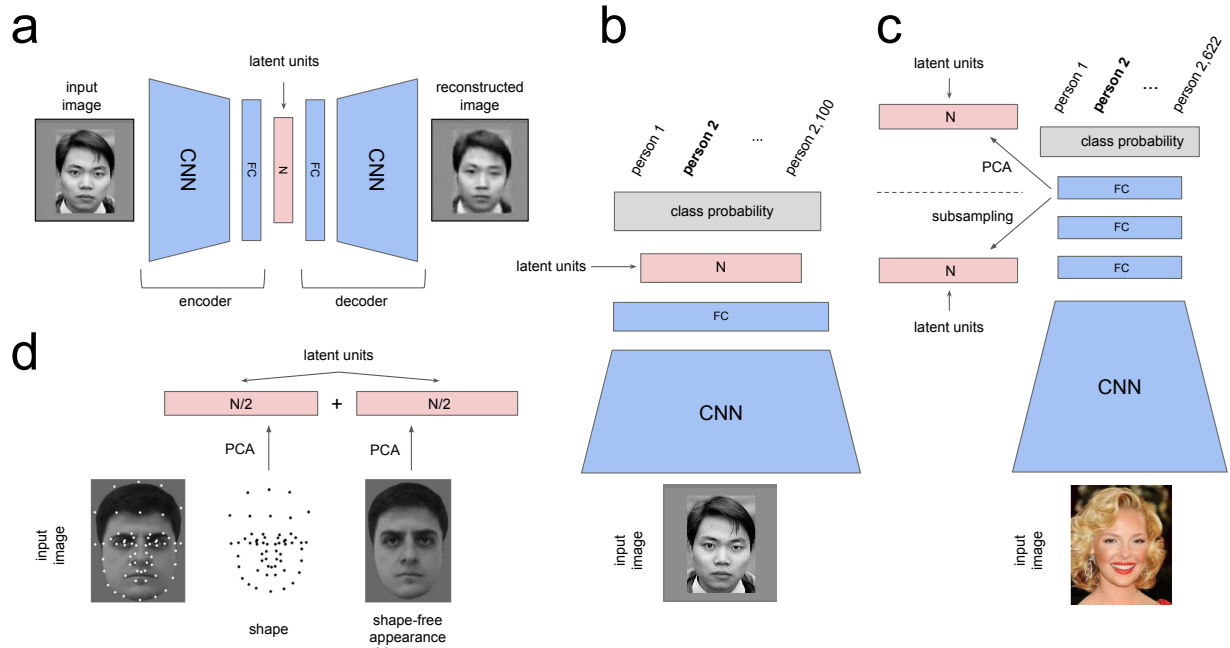 a
latent units
input
image
reconstructed
image
CNN
FC
N
FC
CNN
encoder
decoder
b
person 1
person 2
...
person 2,100
class probability
latent units
N
FC
CNN
input
image
c
person 1
person 2
...
person 2,622
latent units
N
class probability
PCA
FC
subsampling
FC
N
FC
latent units
CNN
input
image
d
latent units
N/2
+
N/2
PCA
PCA
input
image
shape
shape-free
appearance